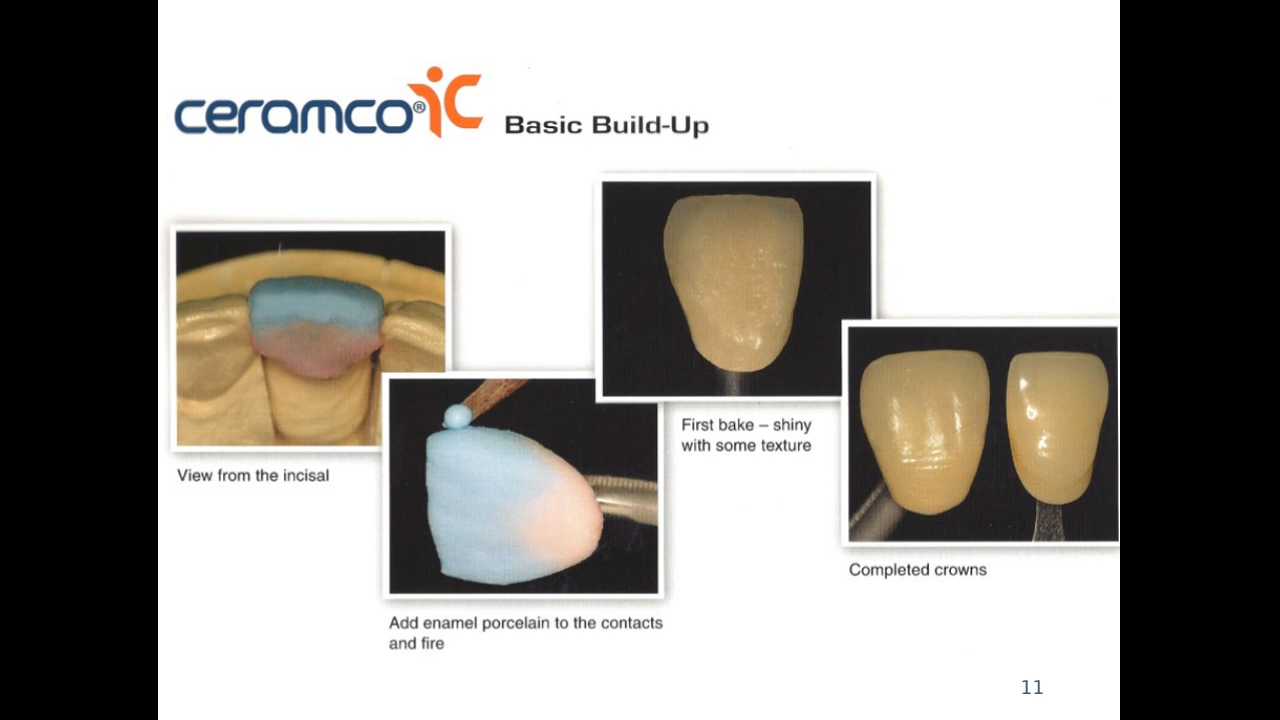 ceramco® iC Basic Build-Up
View from the incisal
Add enamel porcelain to the contacts
and fire
First bake – shiny
with some texture
Completed crowns
11